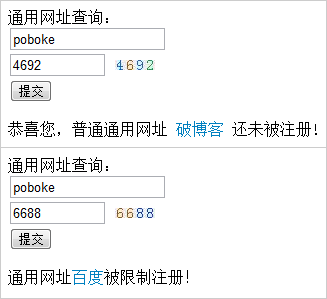 通用网址查询：
poboke
4692 4692
提交
恭喜您，普通通用网址 破博客 还未被注册!
通用网址查询：
poboke
6688 6688
提交
通用网址百度被限制注册!